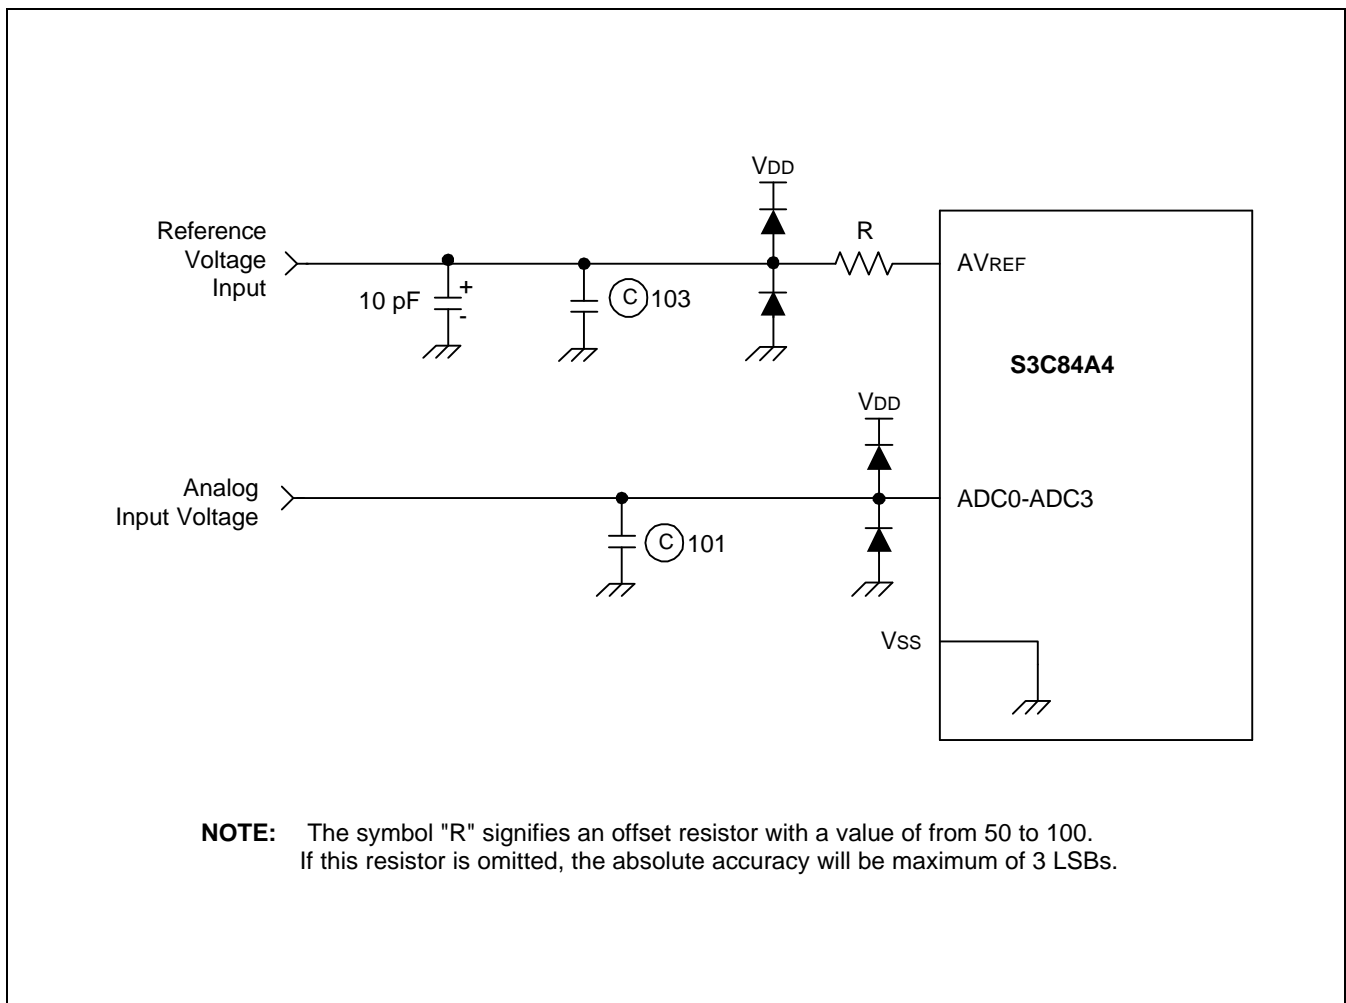 VDD
Reference
Voltage
Input
R
AVREF
10 pF
+
-
C 103
S3C84A4
VDD
Analog
Input Voltage
ADC0-ADC3
C 101
VSS
NOTE: The symbol "R" signifies an offset resistor with a value of from 50 to 100.
If this resistor is omitted, the absolute accuracy will be maximum of 3 LSBs.